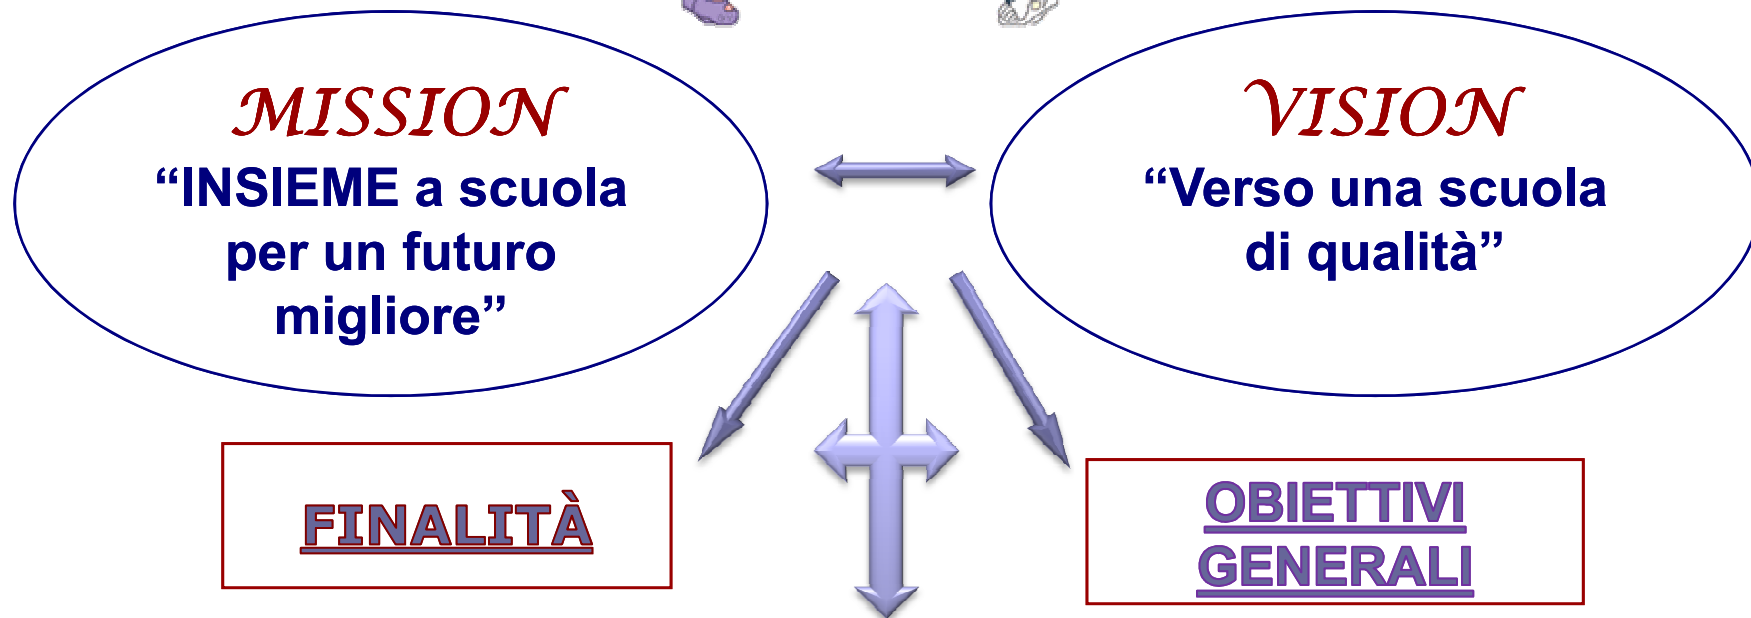 MISSION
“INSIEME a scuola
per un futuro
migliore”
VISION
“Verso una scuola
di qualità”
FINALITÀ
OBIETTIVI
GENERALI